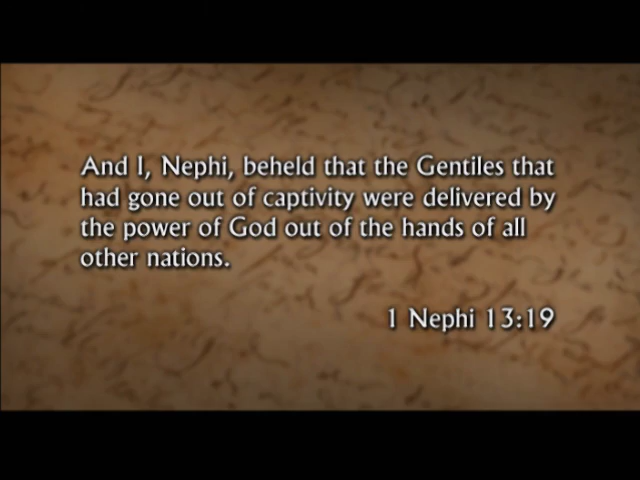 And I, Nephi, beheld that the Gentiles that
had gone out of captivity were delivered by
the power of God out of the hands of all
other nations.
1 Nephi 13:19